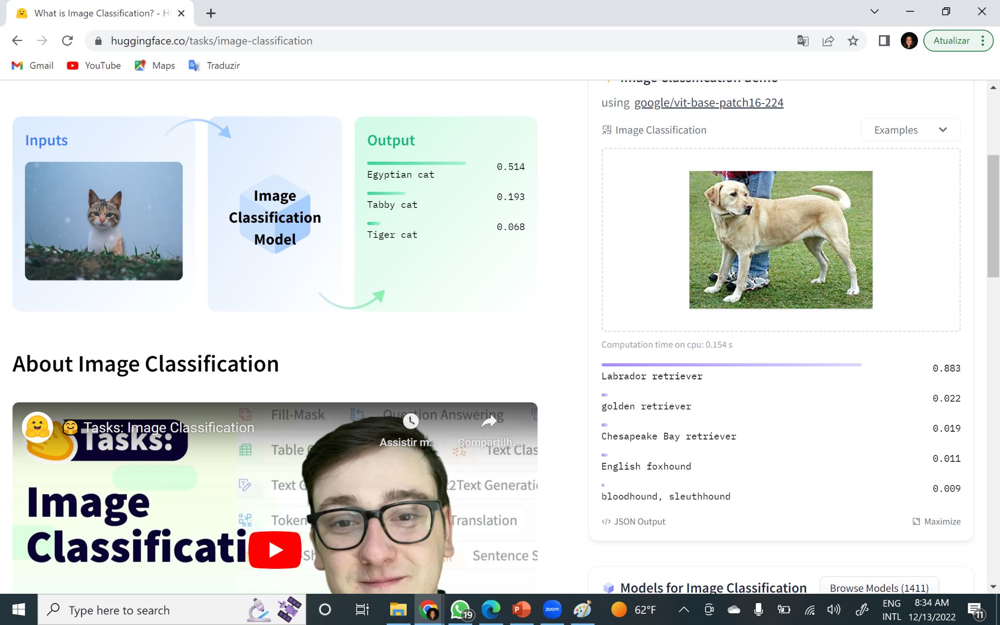 What is Image Classification? - H
huggingface.co/tasks/image-classification
Atualizar
Gmail
YouTube
Maps
Traduzir
Inputs
Image
Classification
Model
Output
0.514
Egyptian cat
0.193
Tabby cat
0.068
Tiger cat
About Image Classification
Tasks: Image Classification
Tasks:
Image
Classificati
Assistir m...
Compartilh...
Fill-Mask
Question Answering
Table
Text Clas
Text G
2Text Generati
Token
Translation
Sentence S
Image Classification demo
using google/vit-base-patch16-224
Image Classification
Examples
Computation time on cpu: 0.154 s
0.883
Labrador retriever
0.022
golden retriever
0.019
Chesapeake Bay retriever
0.011
English foxhound
0.009
bloodhound, sleuthhound
</> JSON Output
Maximize
Models for Image Classification
Browse Models (1411)
Type here to search
19
P
zoom
62°F
ENG
INTL
8:34 AM
12/13/2022
11